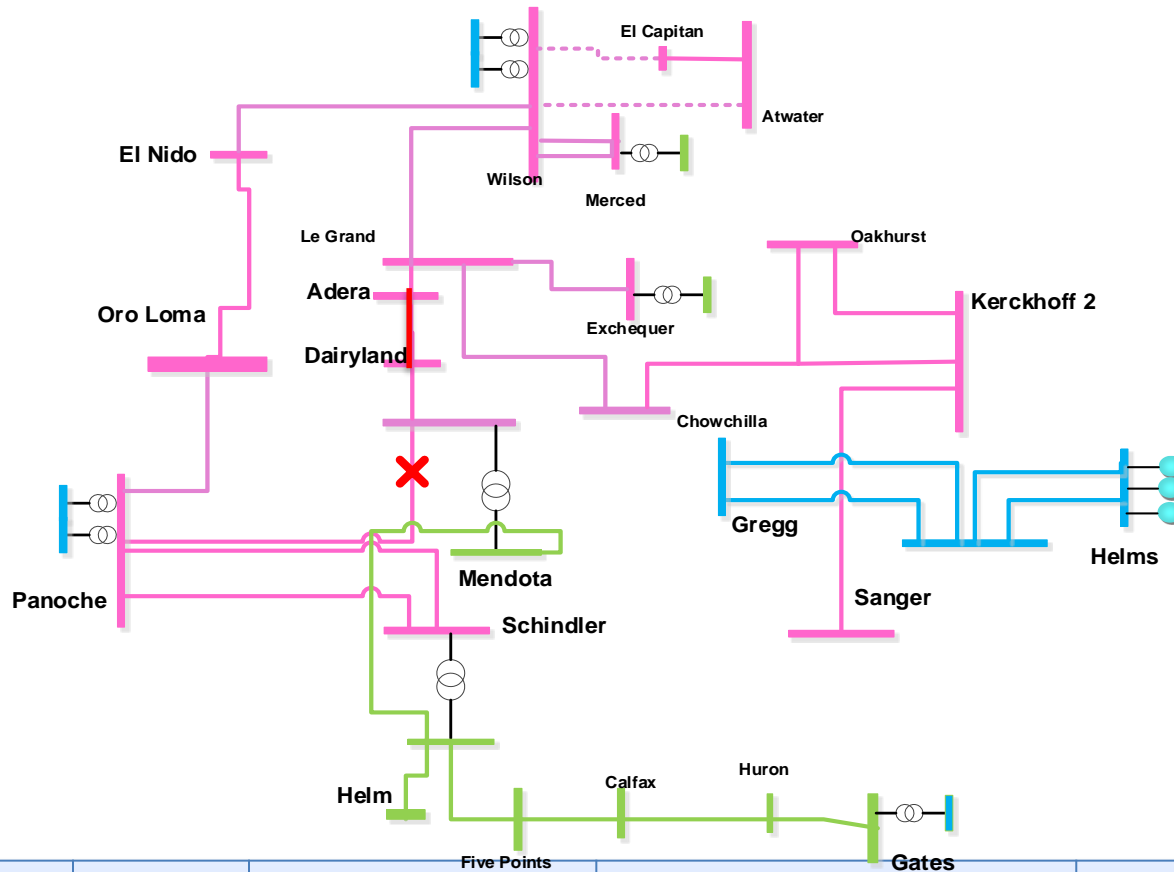 El Capitan
Atwater
El Nido
Wilson
Merced
Le Grand
Oakhurst
Adera
Kerckhoff 2
Oro Loma
Exchequer
Dairyland
Chowchilla
Gregg
Helms
Mendota
Panoche
Sanger
Schindler
Huron
Calfax
Helm
Five Points
Gates